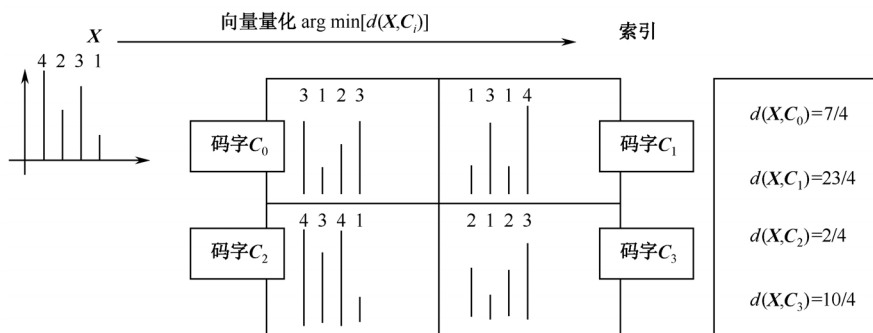 向量量化 arg min[d(X,Cᵢ)]
X
索引
4 2 3 1
3 1 2 3
1 3 1 4
码字C₀
码字C₁
d(X,C₀)=7/4
d(X,C₁)=23/4
4 3 4 1
2 1 2 3
码字C₂
码字C₃
d(X,C₂)=2/4
d(X,C₃)=10/4